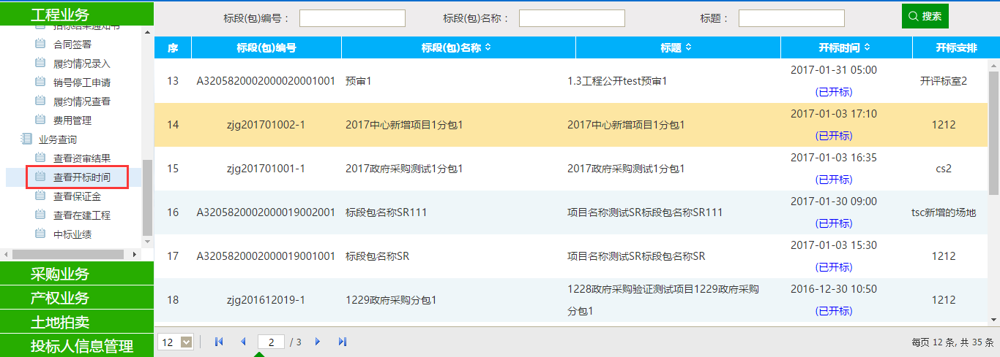 工程业务
招标结果通知书
合同签署
履约情况录入
销号停工申请
履约情况查看
费用管理
业务查询
查看资审结果
查看开标时间
查看保证金
查看在建工程
中标业绩
采购业务
产权业务
土地拍卖
投标人信息管理
标段(包)编号： 标段(包)名称： 标题： 搜索
序 标段(包)编号 标段(包)名称 标题 开标时间 开标安排
13 A3205820002000020001001 预审1 1.3工程公开test预审1 2017-01-31 05:00 (已开标) 开评标室2
14 zjg201701002-1 2017中心新增项目1分包1 2017中心新增项目1分包1 2017-01-03 17:10 (已开标) 1212
15 zjg201701001-1 2017政府采购测试1分包1 2017政府采购测试1分包1 2017-01-03 16:35 (已开标) cs2
16 A3205820002000019002001 标段包名称SR111 项目名称测试SR标段包名称SR111 2017-01-30 09:00 (已开标) tsc新增的场地
17 A3205820002000019001001 标段包名称SR 项目名称测试SR标段包名称SR 2017-01-03 15:30 (已开标) 1212
18 zjg201612019-1 1229政府采购分包1 1228政府采购验证测试项目1229政府采购分包1 2016-12-30 10:50 (已开标) 1212
12 2 / 3 每页 12 条, 共 35 条